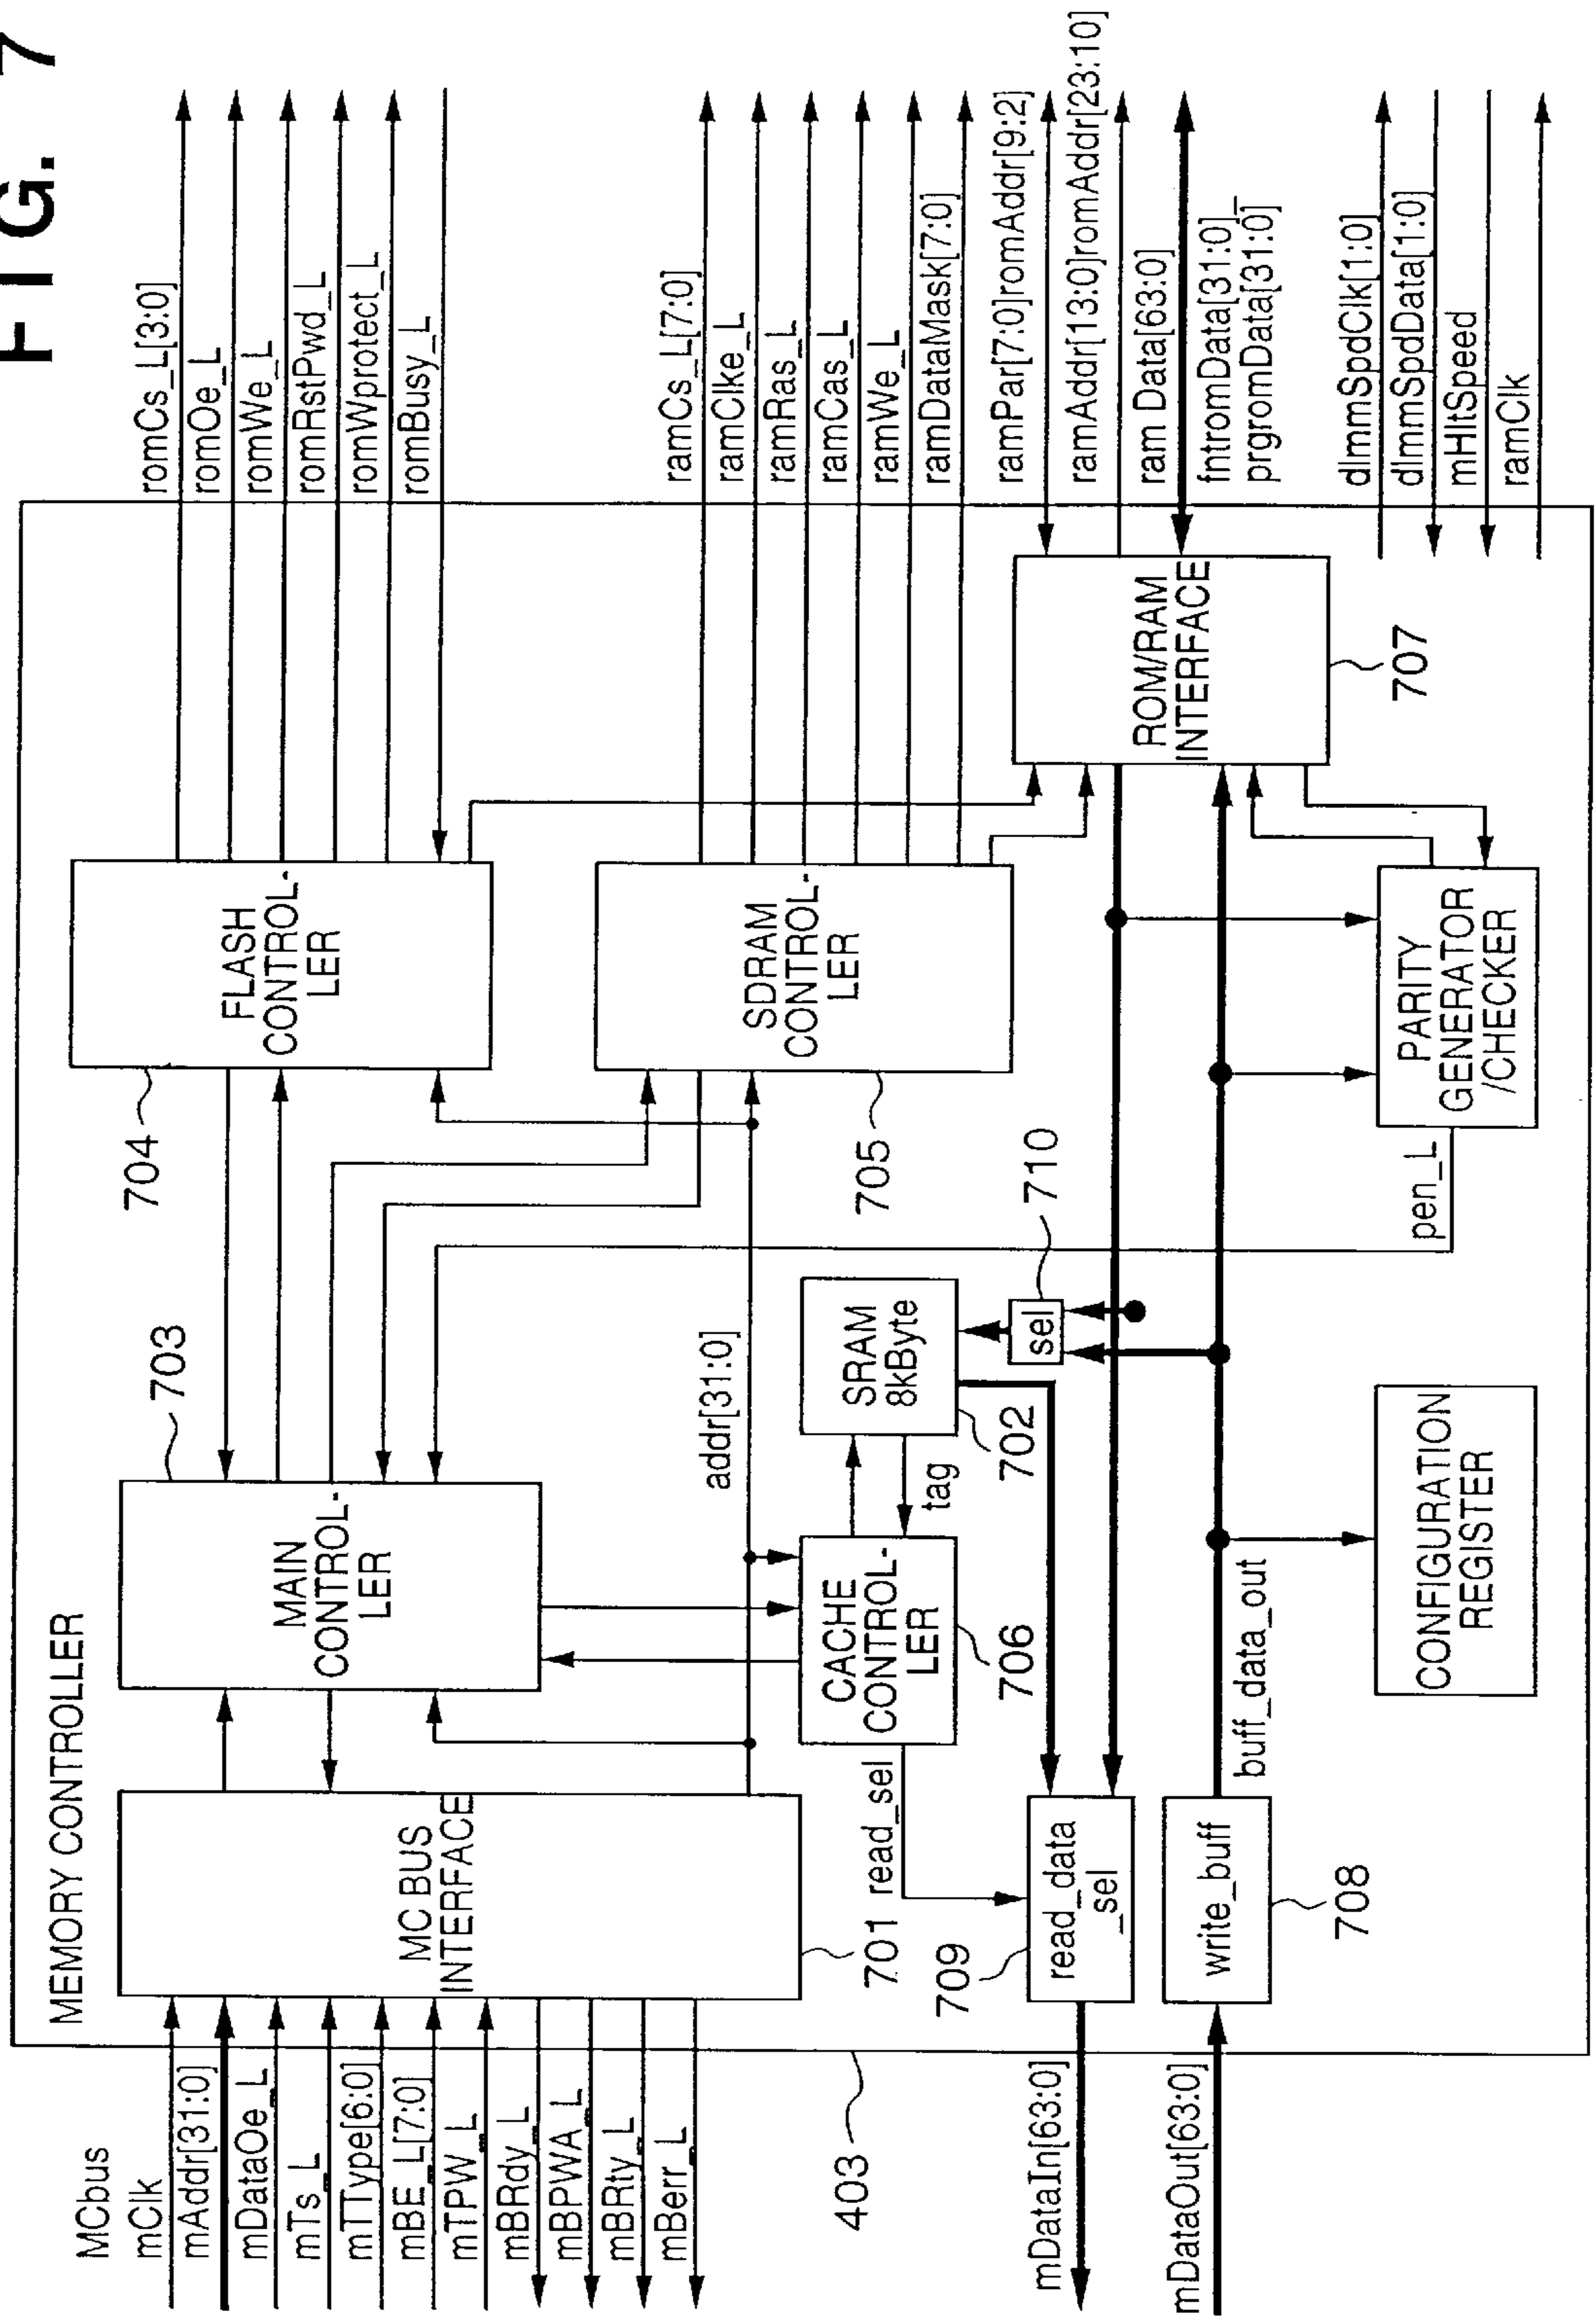 FIG. 7
MEMORY CONTROLLER
MCbus
mClk
mAddr[31:0]
mDataOe_L
mTs_L
mTType[6:0]
mBE_L[7:0]
mTPW_L
mBRdy_L
mBPWA_L
mBRty_L
mBerr_L
403
mDataIn[63:0]
mDataOut[63:0]
MC BUS
INTERFACE
701
read_sel
709
read_data
_sel
write_buff
708
703
MAIN
CONTROL-
LER
addr[31:0]
CACHE
CONTROL-
LER
706
tag
SRAM
8kByte
702
sel
710
buff_data_out
CONFIGURATION
REGISTER
704
FLASH
CONTROL-
LER
SDRAM
CONTROL-
LER
705
pen_L
PARITY
GENERATOR
/CHECKER
ROM/RAM
INTERFACE
707
romCs_L[3:0]
romOe_L
romWe_L
romRstPwd_L
romWprotect_L
romBusy_L
ramCs_L[7:0]
ramClke_L
ramRas_L
ramCas_L
ramWe_L
ramDataMask[7:0]
ramPar[7:0]romAddr[9:2]
ramAddr[13:0]romAddr[23:10]
ram Data[63:0]
fntromData[31:0]_
prgromData[31:0]
dImmSpdClk[1:0]
dImmSpdData[1:0]
mHltSpeed
ramClk